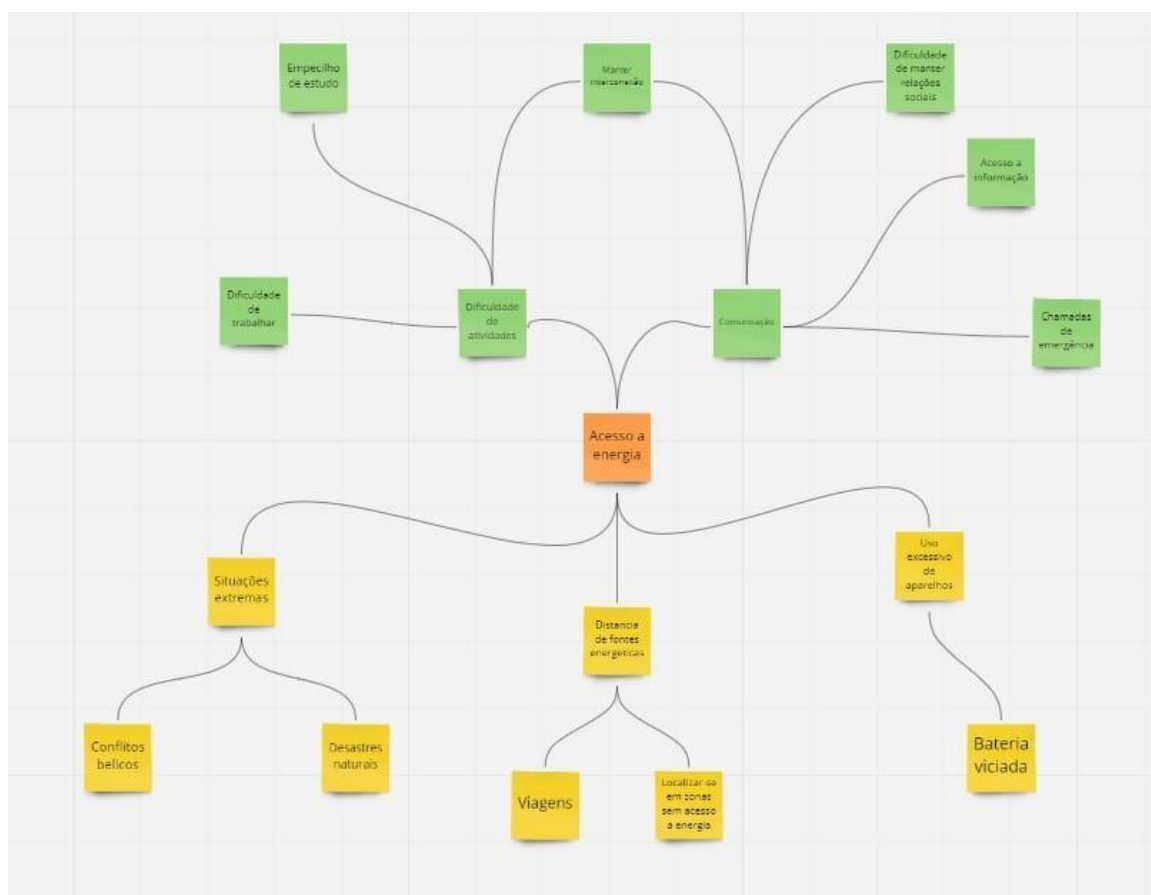 Empecilho
de estudo
Manter
interconexão
Dificuldade
de manter
relações
sociais
Acesso a
informação
Dificuldade
de
trabalhar
Dificuldade
de
atividades
Comunicação
Chamadas
de
emergência
Acesso a
energia
Situações
extremas
Distancia
de fontes
energeticas
Uso
excessivo
de
aparelhos
Conflitos
belicos
Desastres
naturais
Viagens
Localizar-se
em zonas
sem acesso
a energia
Bateria
viciada